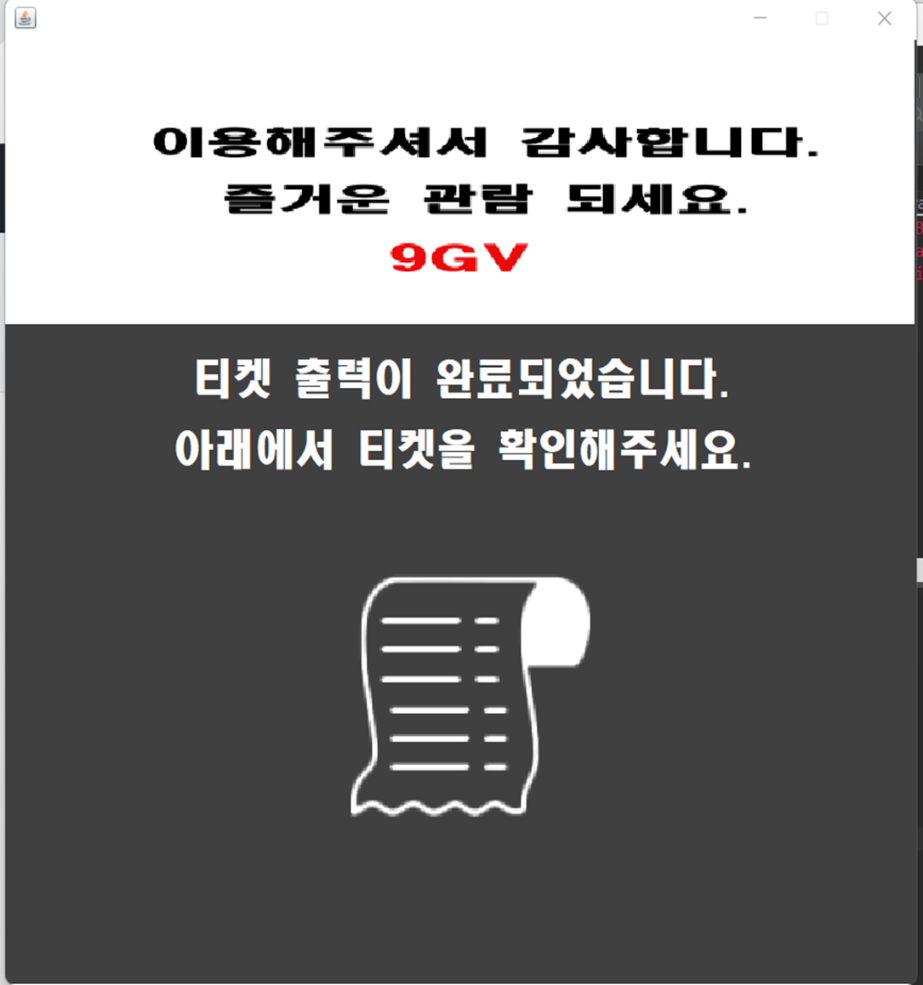 이용해주셔서 감사합니다.
즐거운 관람 되세요.
9GV
티켓 출력이 완료되었습니다.
아래에서 티켓을 확인해주세요.